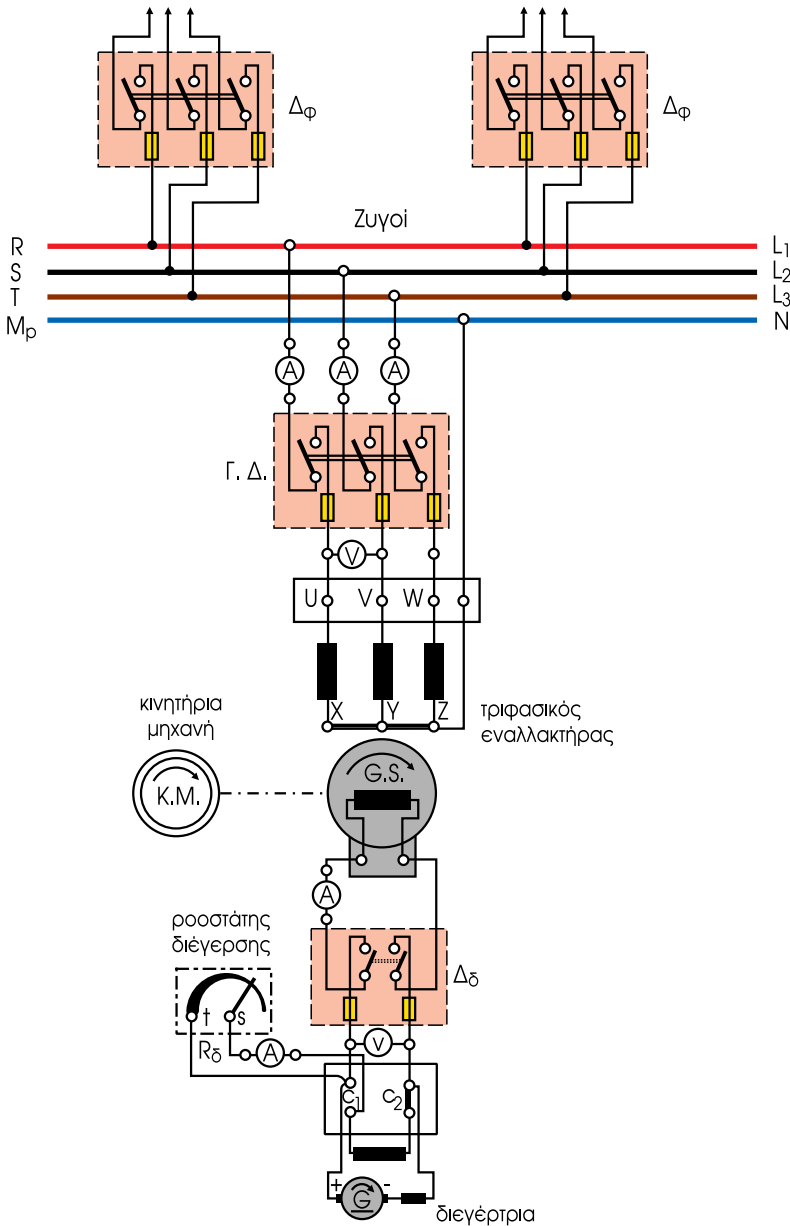 Δφ
Δφ
Ζυγοί
R
L₁
S
L₂
T
L₃
Mp
N
A
A
A
Γ. Δ.
V
U
V
W
X
Y
Z
κινητήρια
μηχανή
τριφασικός
εναλλακτήρας
Κ.Μ.
G.S.
A
ροοστάτης
διέγερσης
Δδ
t
s
Rδ
A
v
c₁
c₂
+
-
G
διεγέρτρια